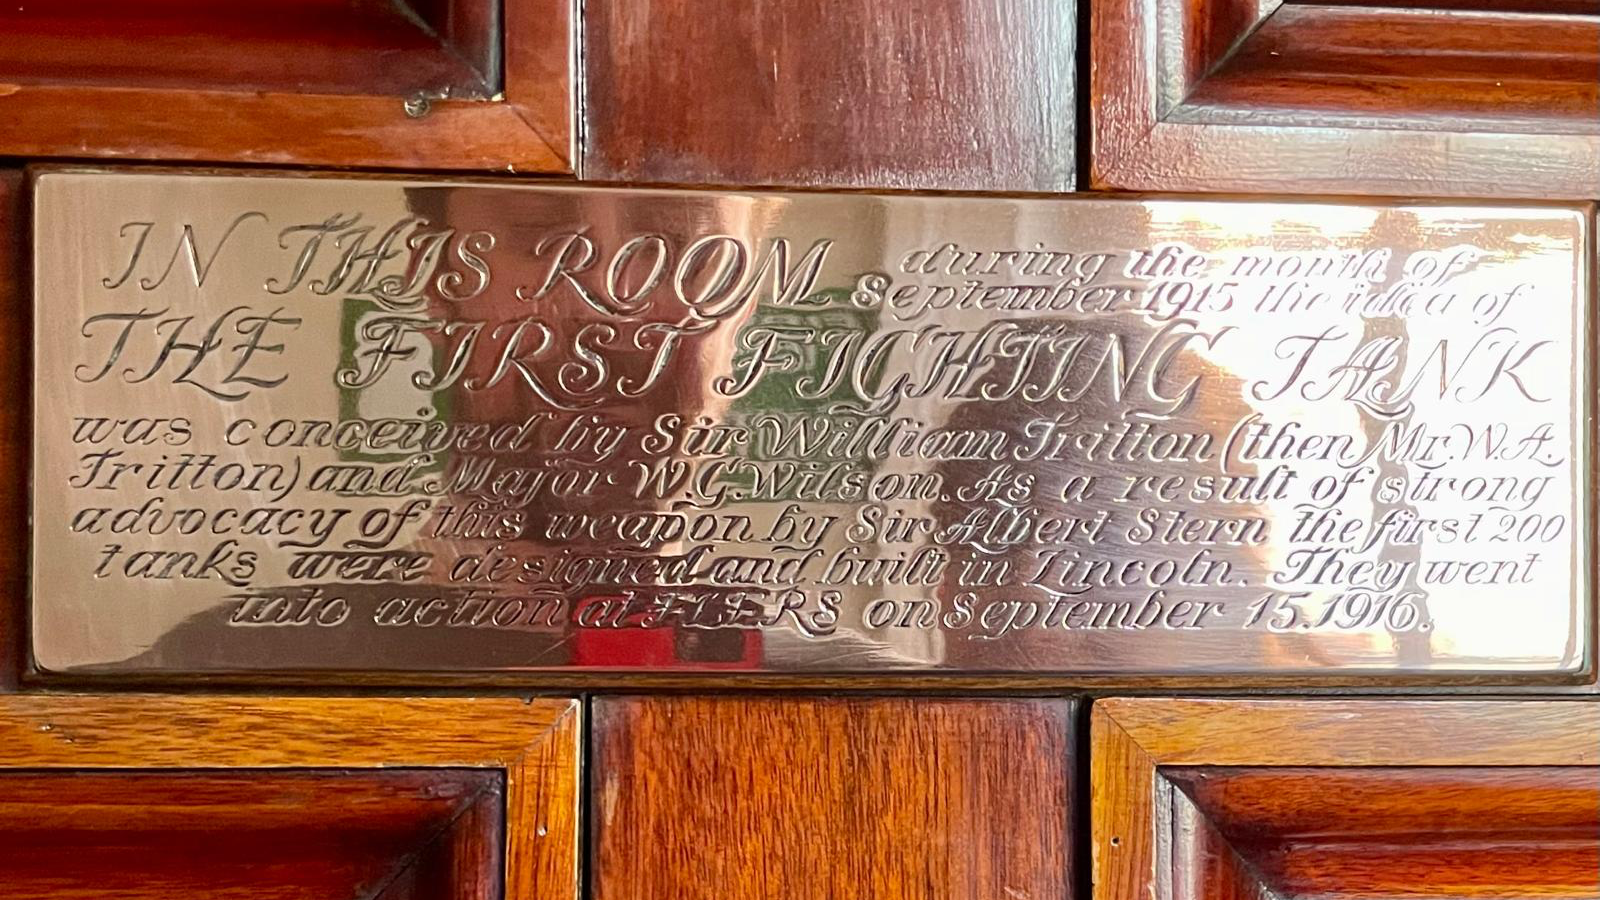 IN THIS ROOM during the month of
September 1915 the idea of
THE FIRST FIGHTING TANK
was conceived by Sir William Tritton (then Mr. W.A.
Tritton) and Major W.G. Wilson. As a result of strong
advocacy of this weapon by Sir Albert Stern the first 200
tanks were designed and built in Lincoln. They went
into action at FLERS on September 15. 1916.